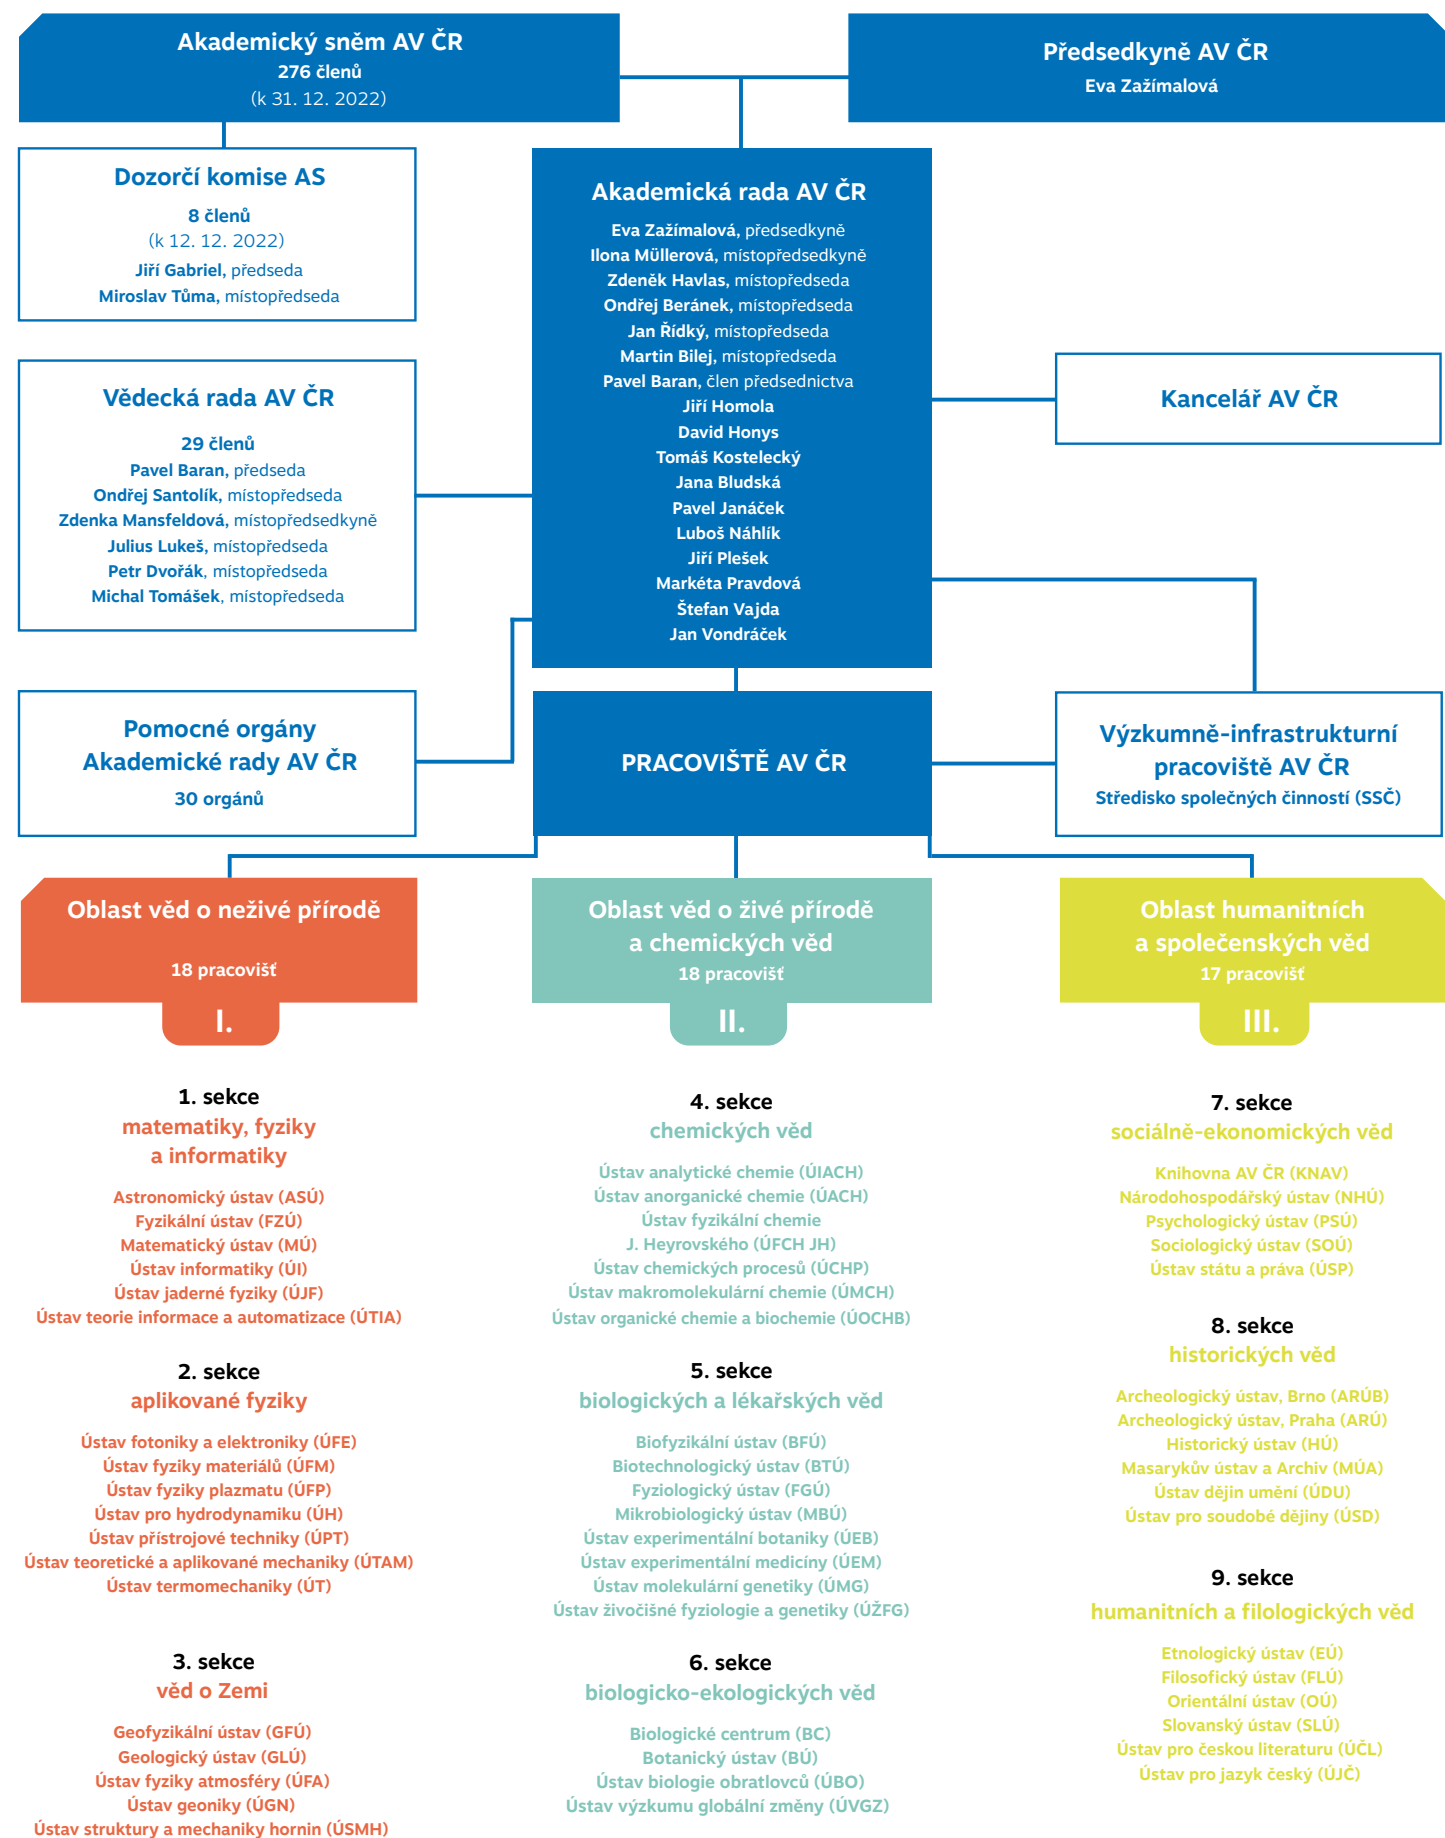 Akademický sněm AV ČR
276 členů
(k 31. 12. 2022)
Předsedkyně AV ČR
Eva Zažímalová
Dozorčí komise AS
8 členů
(k 12. 12. 2022)
Jiří Gabriel, předseda
Miroslav Tůma, místopředseda
Akademická rada AV ČR
Eva Zažímalová, předsedkyně
Ilona Müllerová, místopředsedkyně
Zdeněk Havlas, místopředseda
Ondřej Beránek, místopředseda
Jan Řídký, místopředseda
Martin Bilej, místopředseda
Pavel Baran, člen předsednictva
Jiří Homola
David Honys
Tomáš Kostelecký
Jana Bludská
Pavel Janáček
Luboš Náhlík
Jiří Plešek
Markéta Pravdová
Štefan Vajda
Jan Vondráček
Vědecká rada AV ČR
29 členů
Pavel Baran, předseda
Ondřej Santolík, místopředseda
Zdenka Mansfeldová, místopředsedkyně
Julius Lukeš, místopředseda
Petr Dvořák, místopředseda
Michal Tomášek, místopředseda
Kancelář AV ČR
Pomocné orgány
Akademické rady AV ČR
30 orgánů
PRACOVIŠTĚ AV ČR
Výzkumně-infrastrukturní
pracoviště AV ČR
Středisko společných činností (SSČ)
Oblast věd o neživé přírodě
18 pracovišť
I.
1. sekce
matematiky, fyziky
a informatiky
Astronomický ústav (ASÚ)
Fyzikální ústav (FZÚ)
Matematický ústav (MÚ)
Ústav informatiky (ÚI)
Ústav jaderné fyziky (ÚJF)
Ústav teorie informace a automatizace (ÚTIA)
2. sekce
aplikované fyziky
Ústav fotoniky a elektroniky (ÚFE)
Ústav fyziky materiálů (ÚFM)
Ústav fyziky plazmatu (ÚFP)
Ústav pro hydrodynamiku (ÚH)
Ústav přístrojové techniky (ÚPT)
Ústav teoretické a aplikované mechaniky (ÚTAM)
Ústav termomechaniky (ÚT)
3. sekce
věd o Zemi
Geofyzikální ústav (GFÚ)
Geologický ústav (GLÚ)
Ústav fyziky atmosféry (ÚFA)
Ústav geoniky (ÚGN)
Ústav struktury a mechaniky hornin (ÚSMH)
Oblast věd o živé přírodě
a chemických věd
18 pracovišť
II.
4. sekce
chemických věd
Ústav analytické chemie (ÚIACH)
Ústav anorganické chemie (ÚACH)
Ústav fyzikální chemie
J. Heyrovského (ÚFCH JH)
Ústav chemických procesů (ÚCHP)
Ústav makromolekulární chemie (ÚMCH)
Ústav organické chemie a biochemie (ÚOCHB)
5. sekce
biologických a lékařských věd
Biofyzikální ústav (BFÚ)
Biotechnologický ústav (BTÚ)
Fyziologický ústav (FGÚ)
Mikrobiologický ústav (MBÚ)
Ústav experimentální botaniky (ÚEB)
Ústav experimentální medicíny (ÚEM)
Ústav molekulární genetiky (ÚMG)
Ústav živočišné fyziologie a genetiky (ÚŽFG)
6. sekce
biologicko-ekologických věd
Biologické centrum (BC)
Botanický ústav (BÚ)
Ústav biologie obratlovců (ÚBO)
Ústav výzkumu globální změny (ÚVGZ)
Oblast humanitních
a společenských věd
17 pracovišť
III.
7. sekce
sociálně-ekonomických věd
Knihovna AV ČR (KNAV)
Národohospodářský ústav (NHÚ)
Psychologický ústav (PSÚ)
Sociologický ústav (SOÚ)
Ústav státu a práva (ÚSP)
8. sekce
historických věd
Archeologický ústav, Brno (ARÚB)
Archeologický ústav, Praha (ARÚ)
Historický ústav (HÚ)
Masarykův ústav a Archiv (MÚA)
Ústav dějin umění (ÚDU)
Ústav pro soudobé dějiny (ÚSD)
9. sekce
humanitních a filologických věd
Etnologický ústav (EÚ)
Filosofický ústav (FLÚ)
Orientální ústav (OÚ)
Slovanský ústav (SLÚ)
Ústav pro českou literaturu (ÚČL)
Ústav pro jazyk český (ÚJČ)